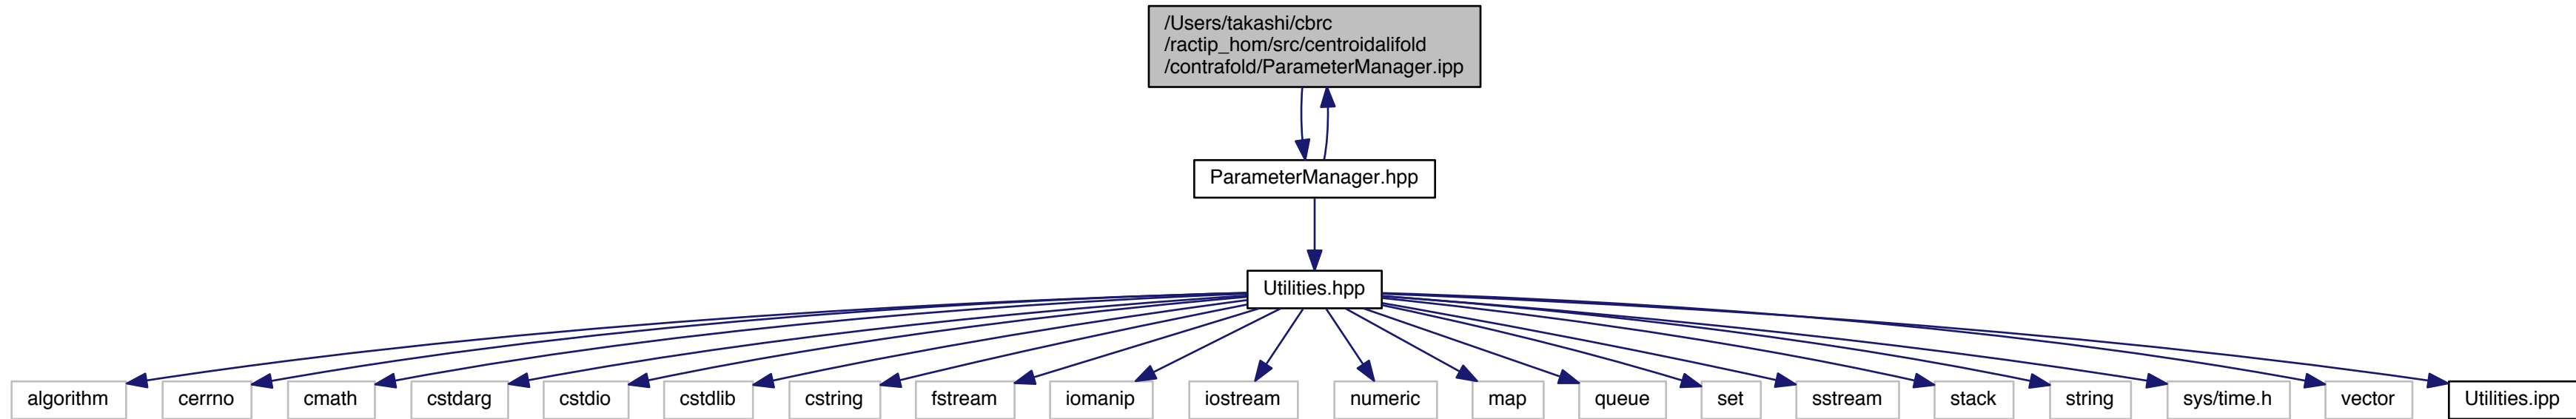 /Users/takashi/cbrc
/ractip_hom/src/centroidalifold
/contrafold/ParameterManager.ipp
ParameterManager.hpp
Utilities.hpp
algorithm
cerrno
cmath
cstdarg
cstdio
cstdlib
cstring
fstream
iomanip
iostream
numeric
map
queue
set
sstream
stack
string
sys/time.h
vector
Utilities.ipp